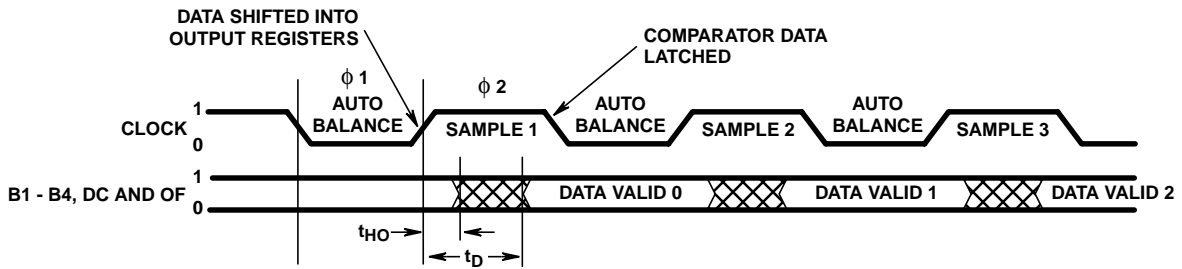 DATA SHIFTED INTO
OUTPUT REGISTERS
COMPARATOR DATA
LATCHED
ϕ 1
ϕ 2
AUTO
BALANCE
AUTO
BALANCE
AUTO
BALANCE
CLOCK
1
0
SAMPLE 1
SAMPLE 2
SAMPLE 3
B1 - B4, DC AND OF
1
0
DATA VALID 0
DATA VALID 1
DATA VALID 2
tHO
tD